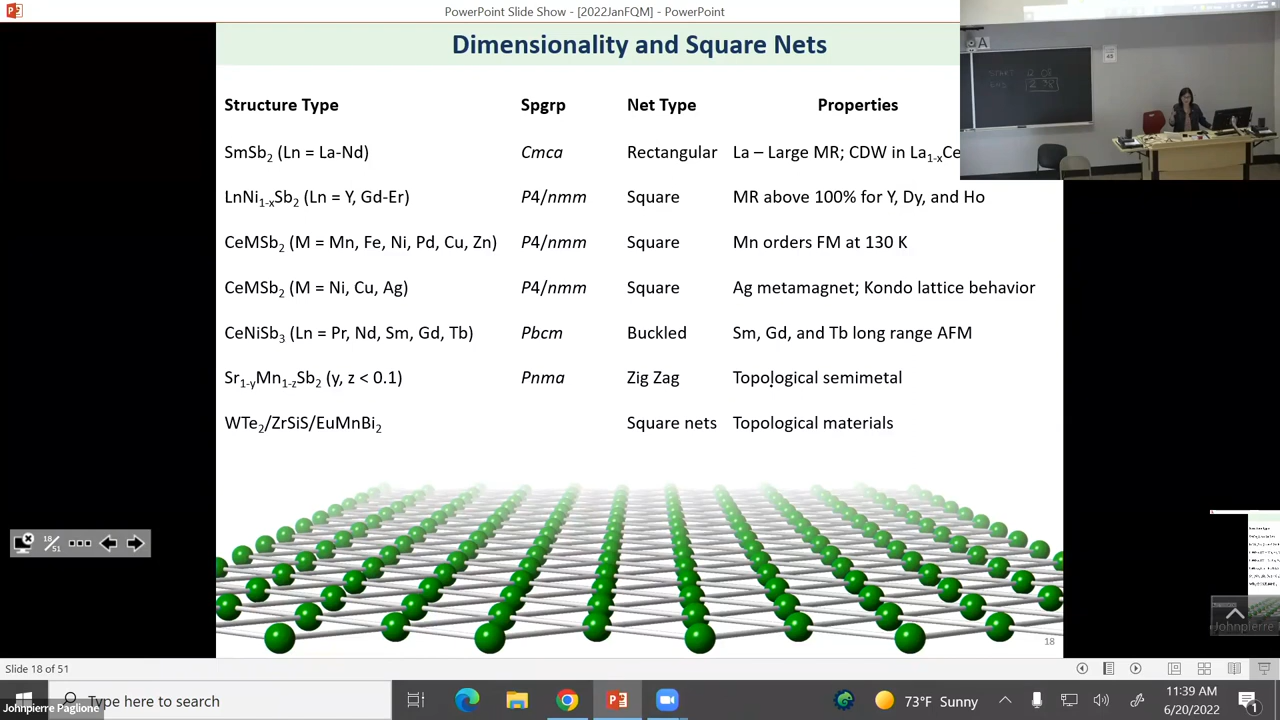 PowerPoint Slide Show - [2022JanFQM] - PowerPoint
Dimensionality and Square Nets
A
45
Structure Type Spgrp Net Type Properties
SmSb2 (Ln = La-Nd) Cmca Rectangular La – Large MR; CDW in La1-xCe
LnNi1-xSb2 (Ln = Y, Gd-Er) P4/nmm Square MR above 100% for Y, Dy, and Ho
CeMSb2 (M = Mn, Fe, Ni, Pd, Cu, Zn) P4/nmm Square Mn orders FM at 130 K
CeMSb2 (M = Ni, Cu, Ag) P4/nmm Square Ag metamagnet; Kondo lattice behavior
CeNiSb3 (Ln = Pr, Nd, Sm, Gd, Tb) Pbcm Buckled Sm, Gd, and Tb long range AFM
Sr1-yMn1-zSb2 (y, z < 0.1) Pnma Zig Zag Topological semimetal
WTe2/ZrSiS/EuMnBi2 Square nets Topological materials
18/51
Johnpierre
18
Slide 18 of 51
Type here to search
73°F Sunny
11:39 AM
6/20/2022
1
Johnpierre Paglione